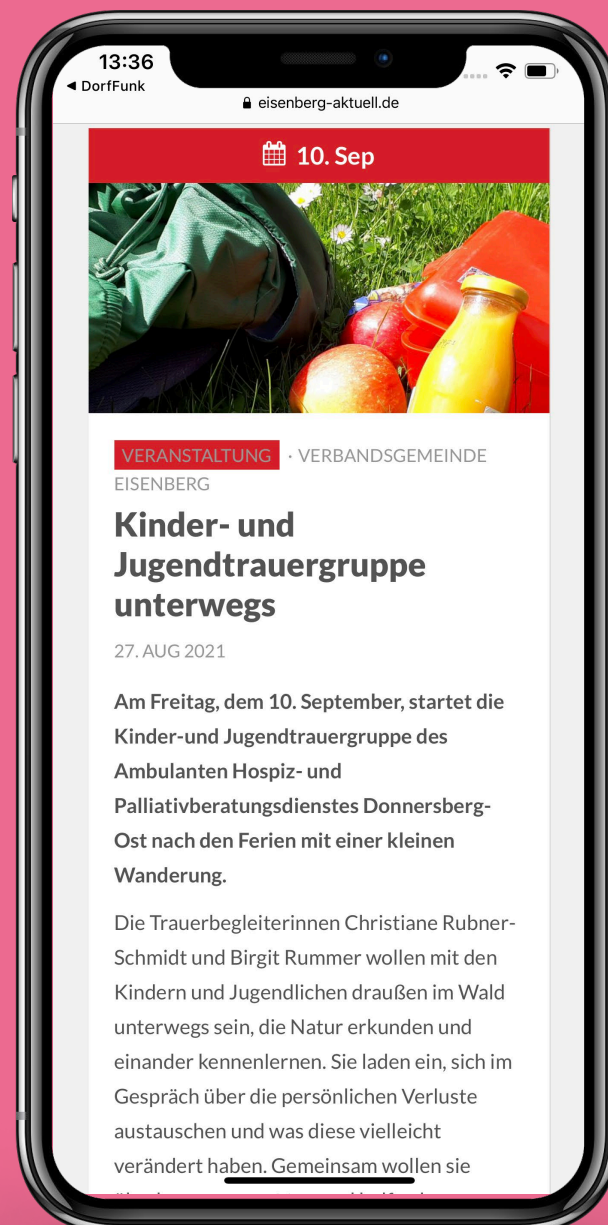 13:36
◀ DorfFunk
eisenberg-aktuell.de
10. Sep
VERANSTALTUNG · VERBANDSGEMEINDE
EISENBERG
Kinder- und
Jugendtrauergruppe
unterwegs
27. AUG 2021
Am Freitag, dem 10. September, startet die
Kinder-und Jugendtrauergruppe des
Ambulanten Hospiz- und
Palliativberatungsdienstes Donnersberg-
Ost nach den Ferien mit einer kleinen
Wanderung.
Die Trauerbegleiterinnen Christiane Rubner-
Schmidt und Birgit Rummer wollen mit den
Kindern und Jugendlichen draußen im Wald
unterwegs sein, die Natur erkunden und
einander kennenlernen. Sie laden ein, sich im
Gespräch über die persönlichen Verluste
austauschen und was diese vielleicht
verändert haben. Gemeinsam wollen sie